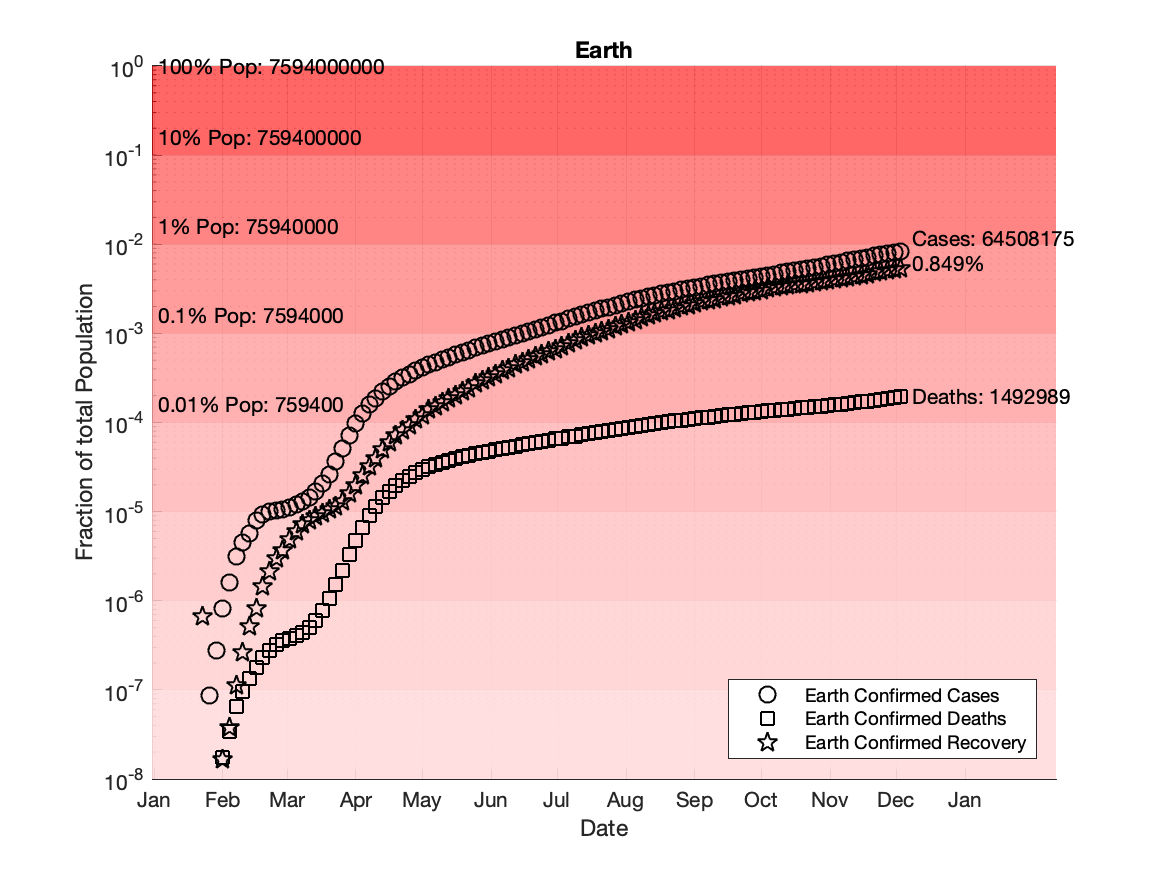 Earth
10^0
100% Pop: 7594000000
10% Pop: 759400000
10^-1
1% Pop: 75940000
10^-2
Cases: 64508175
0.849%
0.1% Pop: 7594000
10^-3
Deaths: 1492989
0.01% Pop: 759400
10^-4
Fraction of total Population
10^-5
10^-6
10^-7
Earth Confirmed Cases
Earth Confirmed Deaths
Earth Confirmed Recovery
10^-8
Jan Feb Mar Apr May Jun Jul Aug Sep Oct Nov Dec Jan
Date